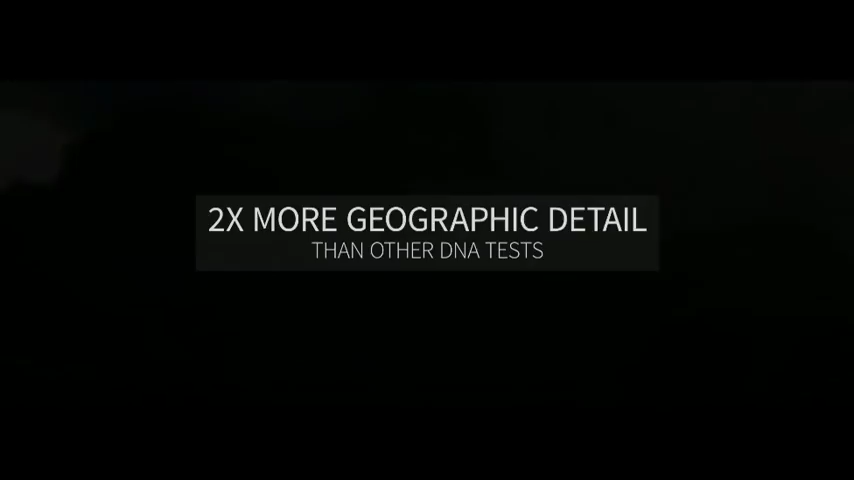 2X MORE GEOGRAPHIC DETAIL
THAN OTHER DNA TESTS